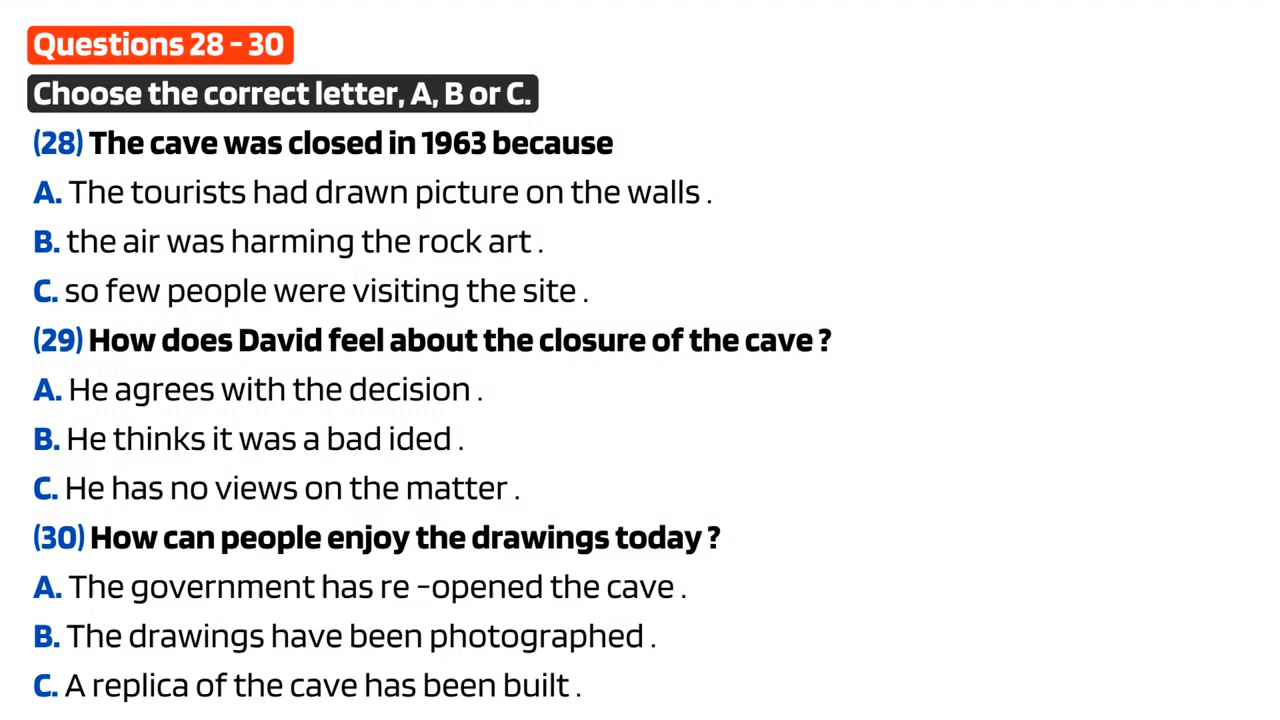 Questions 28 - 30
Choose the correct letter, A, B or C.
(28) The cave was closed in 1963 because
A. The tourists had drawn picture on the walls .
B. the air was harming the rock art .
C. so few people were visiting the site .
(29) How does David feel about the closure of the cave ?
A. He agrees with the decision .
B. He thinks it was a bad ided .
C. He has no views on the matter .
(30) How can people enjoy the drawings today ?
A. The government has re -opened the cave .
B. The drawings have been photographed .
C. A replica of the cave has been built .